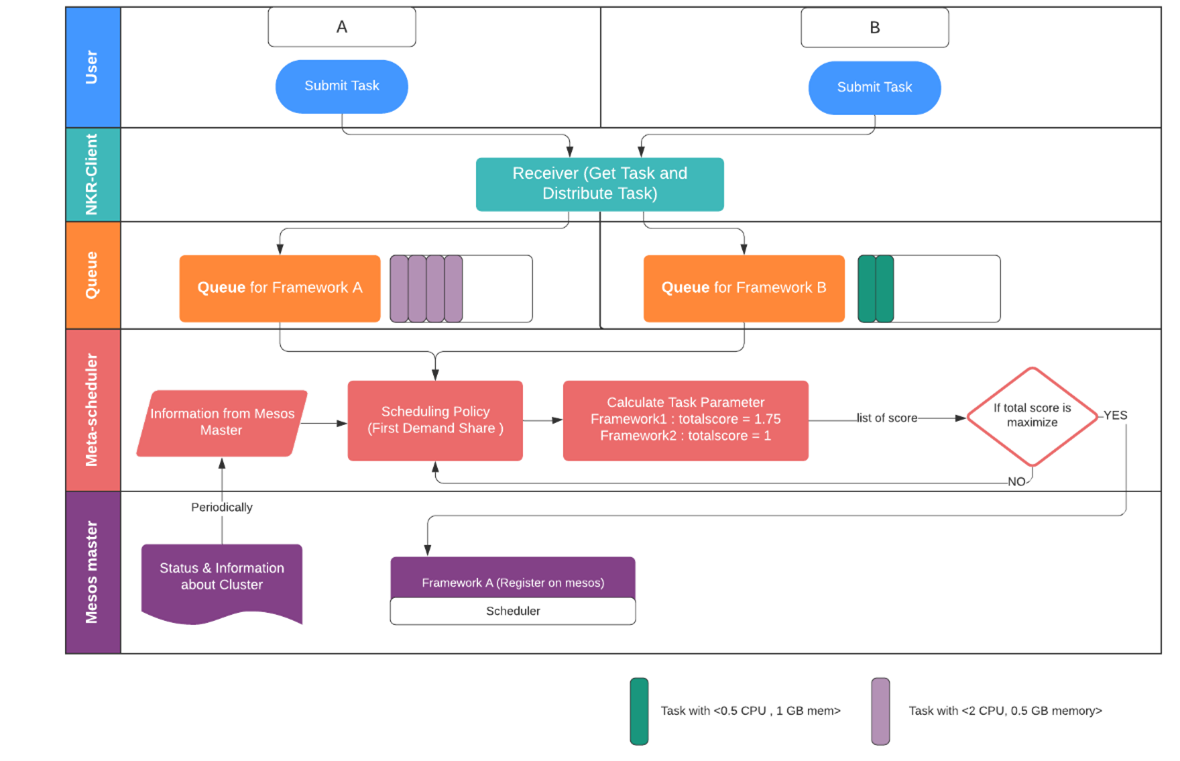 User
A
B
Submit Task
Submit Task
NKR-Client
Receiver (Get Task and
Distribute Task)
Queue
Queue for Framework A
Queue for Framework B
Meta-scheduler
Information from Mesos
Master
Scheduling Policy
(First Demand Share )
Calculate Task Parameter
Framework1 : totalscore = 1.75
Framework2 : totalscore = 1
list of score
If total score is
maximize
YES
NO
Mesos master
Periodically
Status & Information
about Cluster
Framework A (Register on mesos)
Scheduler
Task with <0.5 CPU , 1 GB mem>
Task with <2 CPU, 0.5 GB memory>